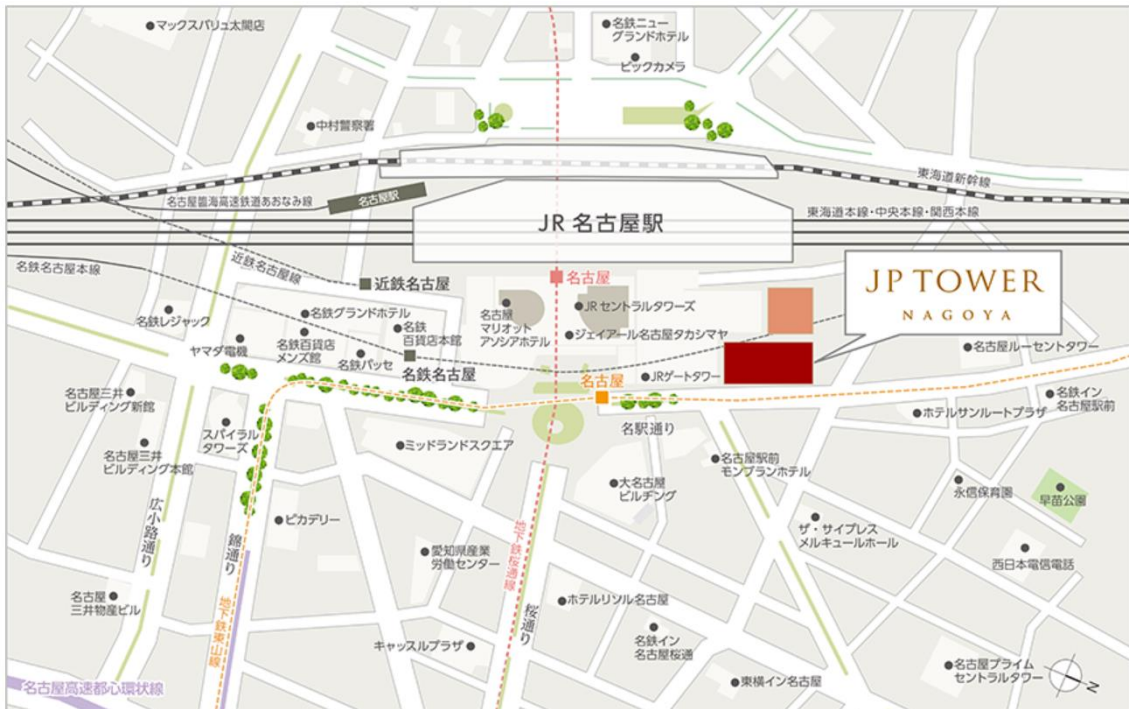 マックスバリュ太閤店
名鉄ニュー
グランドホテル
ビックカメラ
中村警察署
東海道新幹線
名古屋臨海高速鉄道あおなみ線
名古屋駅
JR 名古屋駅
東海道本線・中央本線・関西本線
名鉄名古屋本線
近鉄名古屋線
近鉄名古屋
名古屋
JP TOWER
NAGOYA
名鉄レジャック
名鉄グランドホテル
名鉄
百貨店本館
名古屋
マリオット
アソシアホテル
JRセントラルタワーズ
ジェイアール名古屋タカシマヤ
ヤマダ電機
名鉄百貨店
メンズ館
名鉄パッセ
名鉄名古屋
名古屋
JRゲートタワー
名古屋ルーセントタワー
名古屋三井
ビルディング新館
名鉄イン
名古屋駅前
ホテルサンルートプラザ
スパイラル
タワーズ
名駅通り
ミッドランドスクエア
名古屋三井
ビルディング本館
名古屋駅前
モンブランホテル
大名古屋
ビルヂング
永信保育園
早苗公園
広小路通り
錦通り
ピカデリー
ザ・サイプレス
メルキュールホール
愛知県産業
労働センター
地下鉄桜通線
西日本電信電話
名古屋
三井物産ビル
地下鉄東山線
ホテルリソル名古屋
桜通り
キャッスルプラザ
名鉄イン
名古屋桜通
名古屋プライム
セントラルタワー
東横イン名古屋
名古屋高速都心環状線
N